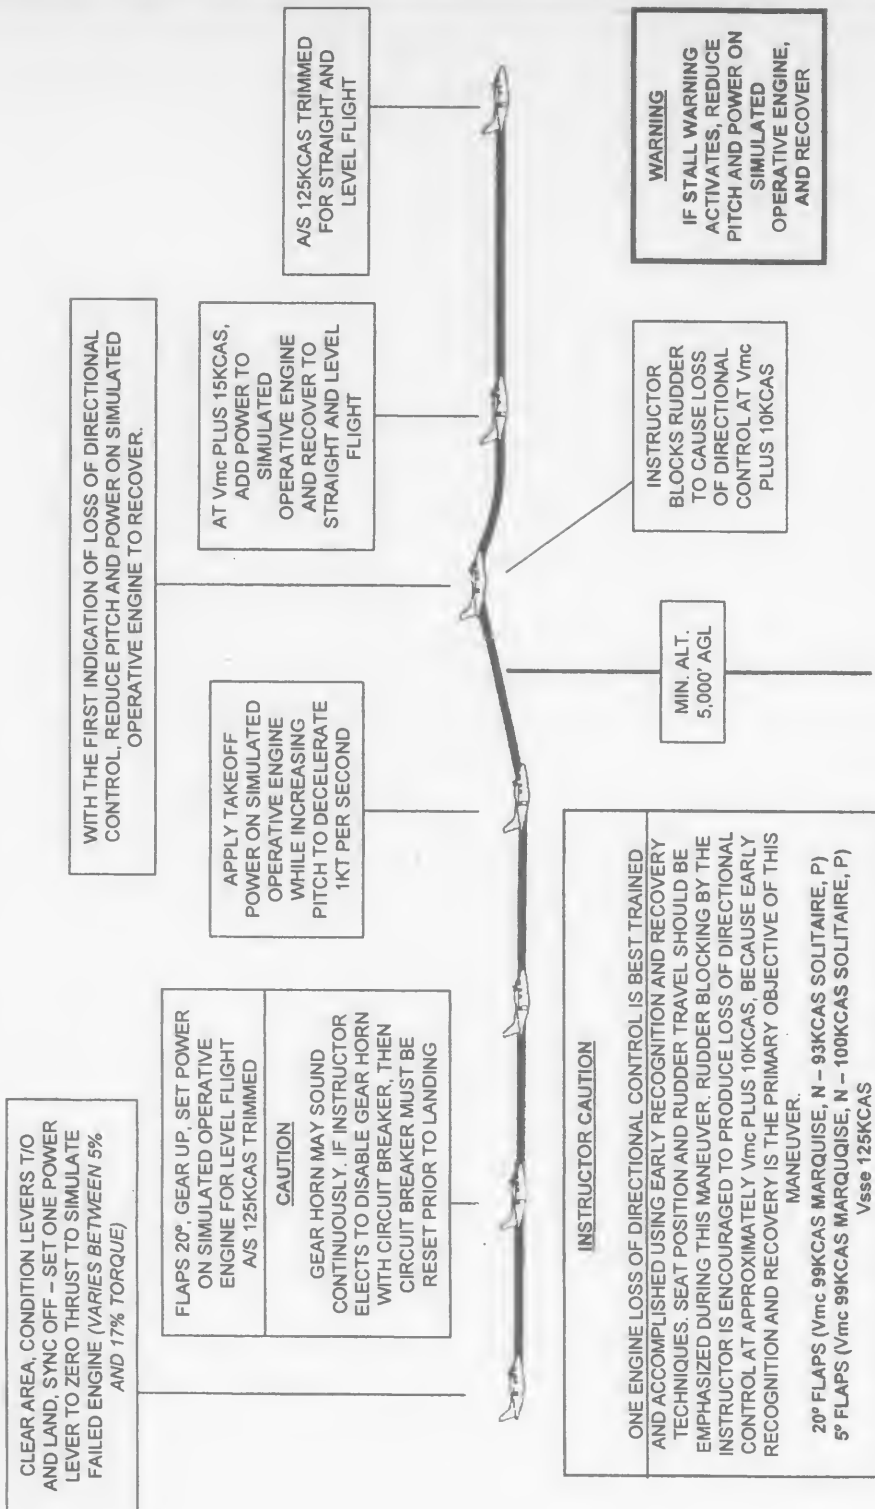 CLEAR AREA, CONDITION LEVERS T/O
AND LAND, SYNC OFF – SET ONE POWER
LEVER TO ZERO THRUST TO SIMULATE
FAILED ENGINE (VARIES BETWEEN 5%
AND 17% TORQUE)
FLAPS 20º, GEAR UP, SET POWER
ON SIMULATED OPERATIVE
ENGINE FOR LEVEL FLIGHT
A/S 125KCAS TRIMMED
CAUTION
GEAR HORN MAY SOUND
CONTINUOUSLY. IF INSTRUCTOR
ELECTS TO DISABLE GEAR HORN
WITH CIRCUIT BREAKER, THEN
CIRCUIT BREAKER MUST BE
RESET PRIOR TO LANDING
APPLY TAKEOFF
POWER ON SIMULATED
OPERATIVE ENGINE
WHILE INCREASING
PITCH TO DECELERATE
1KT PER SECOND
WITH THE FIRST INDICATION OF LOSS OF DIRECTIONAL
CONTROL, REDUCE PITCH AND POWER ON SIMULATED
OPERATIVE ENGINE TO RECOVER.
AT Vmc PLUS 15KCAS,
ADD POWER TO
SIMULATED
OPERATIVE ENGINE
AND RECOVER TO
STRAIGHT AND LEVEL
FLIGHT
A/S 125KCAS TRIMMED
FOR STRAIGHT AND
LEVEL FLIGHT
INSTRUCTOR CAUTION
ONE ENGINE LOSS OF DIRECTIONAL CONTROL IS BEST TRAINED
AND ACCOMPLISHED USING EARLY RECOGNITION AND RECOVERY
TECHNIQUES. SEAT POSITION AND RUDDER TRAVEL SHOULD BE
EMPHASIZED DURING THIS MANEUVER. RUDDER BLOCKING BY THE
INSTRUCTOR IS ENCOURAGED TO PRODUCE LOSS OF DIRECTIONAL
CONTROL AT APPROXIMATELY Vmc PLUS 10KCAS, BECAUSE EARLY
RECOGNITION AND RECOVERY IS THE PRIMARY OBJECTIVE OF THIS
MANEUVER.
20º FLAPS (Vmc 99KCAS MARQUISE, N – 93KCAS SOLITAIRE, P)
5º FLAPS (Vmc 99KCAS MARQUQISE, N – 100KCAS SOLITAIRE, P)
Vsse 125KCAS
MIN. ALT.
5,000' AGL
INSTRUCTOR
BLOCKS RUDDER
TO CAUSE LOSS
OF DIRECTIONAL
CONTROL AT Vmc
PLUS 10KCAS
WARNING
IF STALL WARNING
ACTIVATES, REDUCE
PITCH AND POWER ON
SIMULATED
OPERATIVE ENGINE,
AND RECOVER